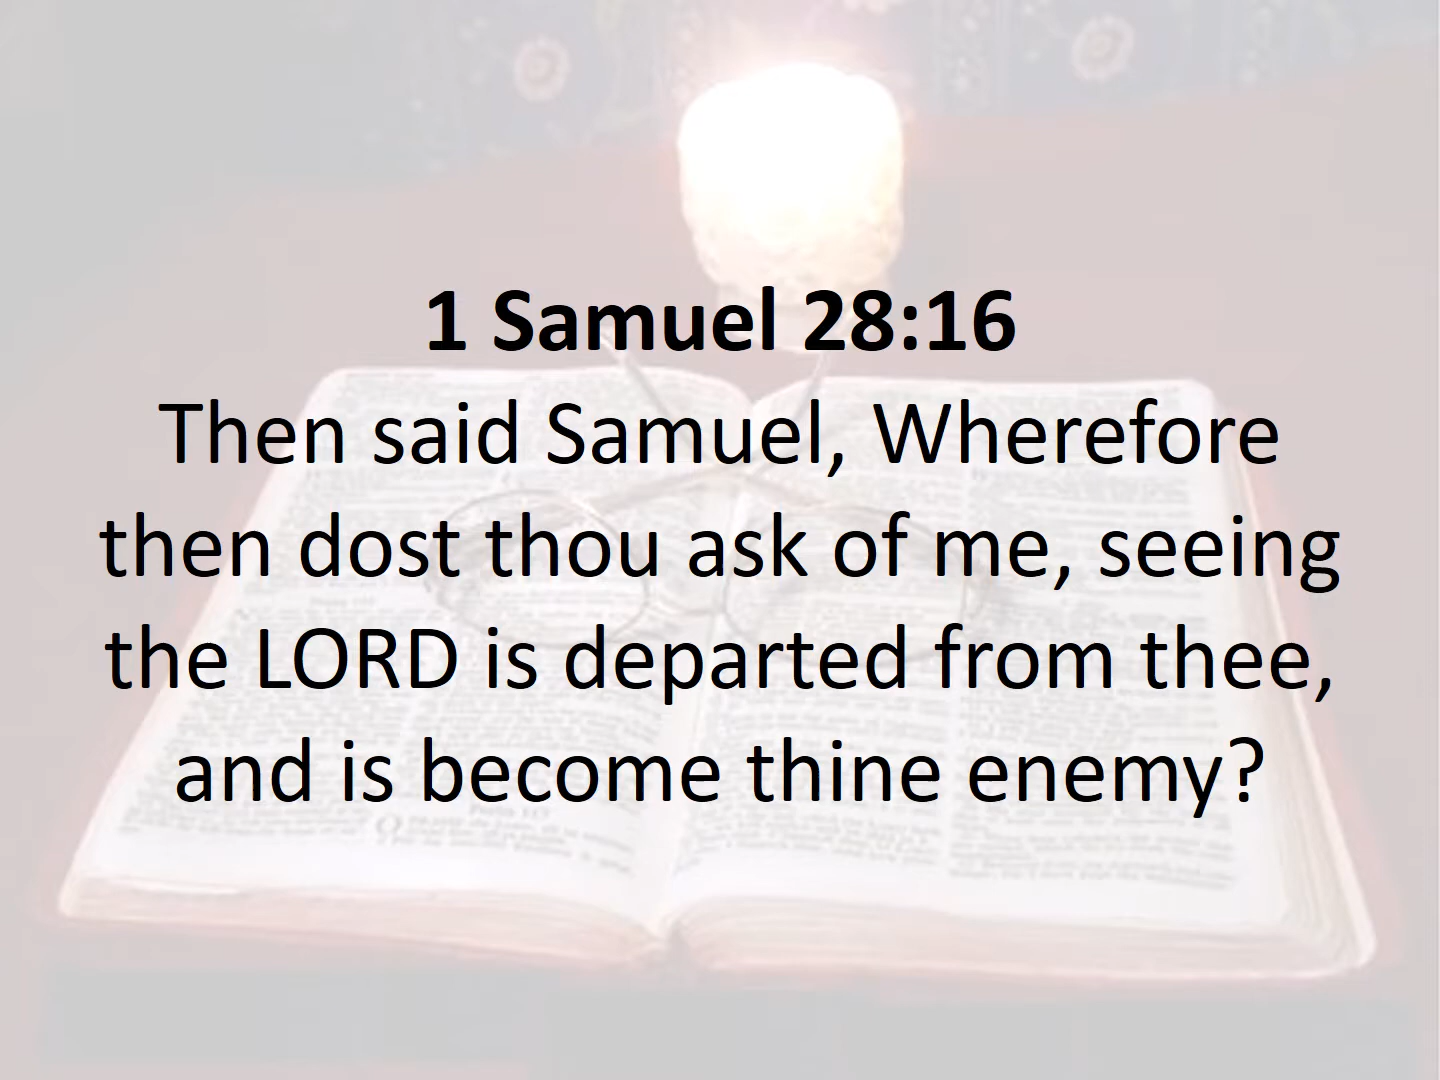 1 Samuel 28:16
Then said Samuel, Wherefore
then dost thou ask of me, seeing
the LORD is departed from thee,
and is become thine enemy?